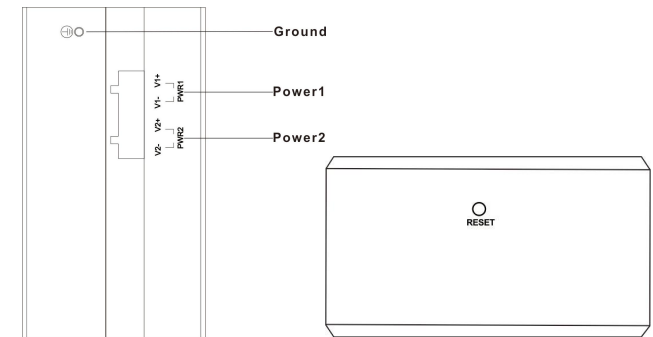 Ground
V1+
V1-
PWR1
Power1
V2+
V2-
PWR2
Power2
RESET